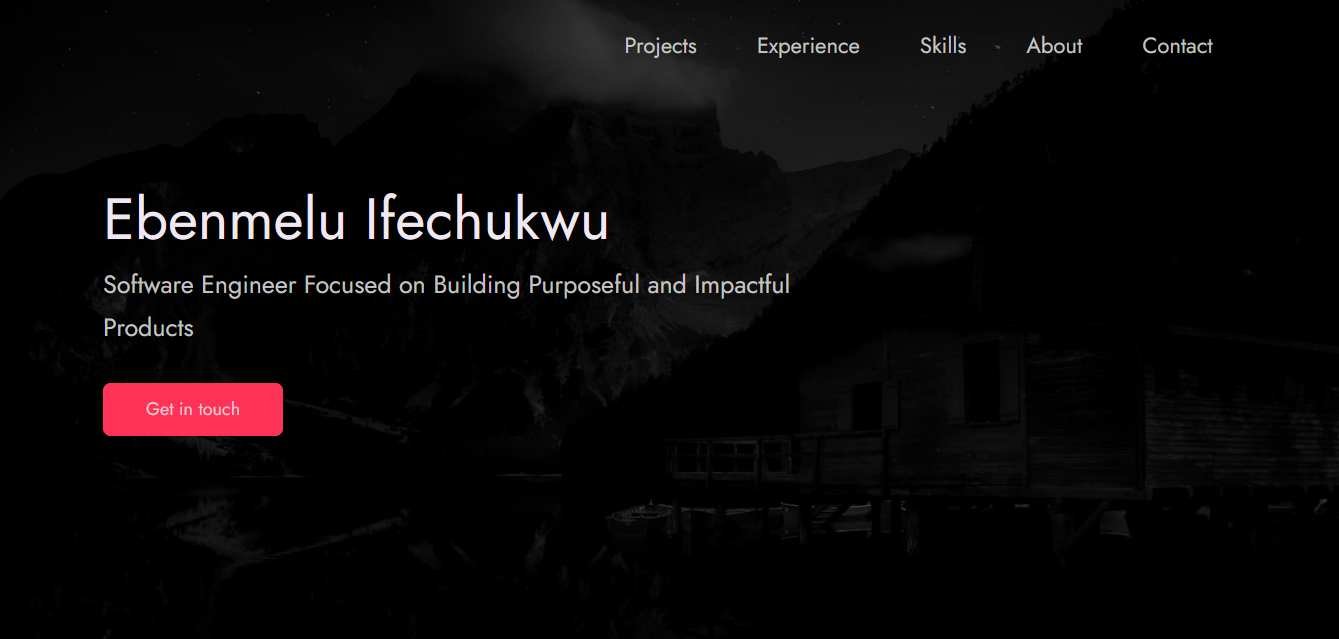 Projects Experience Skills About Contact
Ebenmelu Ifechukwu
Software Engineer Focused on Building Purposeful and Impactful
Products
Get in touch